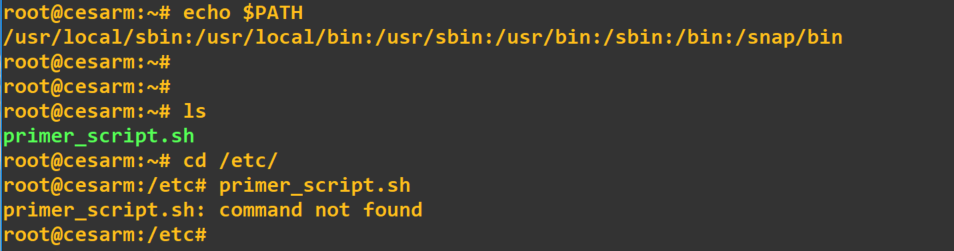 root@cesarm:~# echo $PATH
/usr/local/sbin:/usr/local/bin:/usr/sbin:/usr/bin:/sbin:/bin:/snap/bin
root@cesarm:~#
root@cesarm:~#
root@cesarm:~# ls
primer_script.sh
root@cesarm:~# cd /etc/
root@cesarm:/etc# primer_script.sh
primer_script.sh: command not found
root@cesarm:/etc#